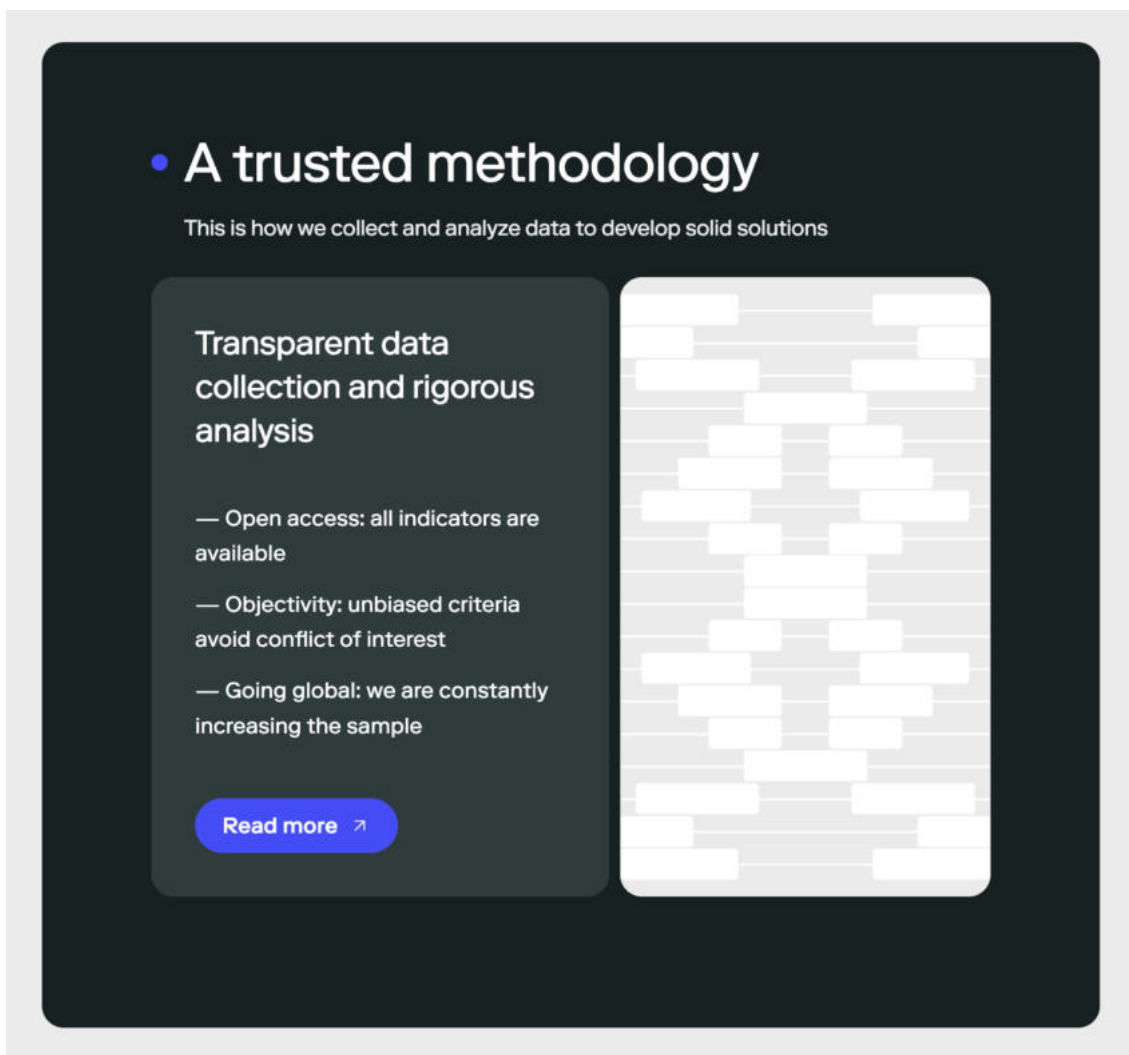 A trusted methodology
This is how we collect and analyze data to develop solid solutions
Transparent data
collection and rigorous
analysis
— Open access: all indicators are
available
— Objectivity: unbiased criteria
avoid conflict of interest
— Going global: we are constantly
increasing the sample
Read more